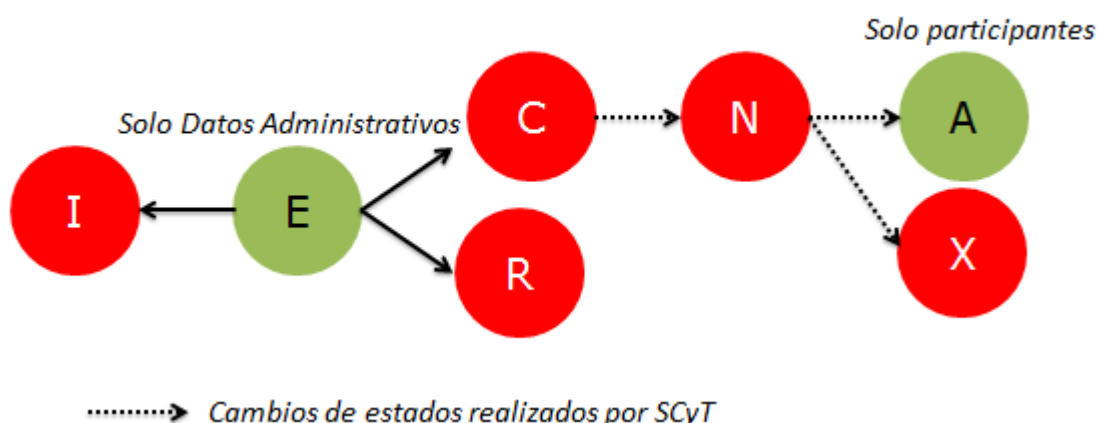 Solo participantes
Solo Datos Administrativos
C
N
A
I
E
R
X
Cambios de estados realizados por SCyT